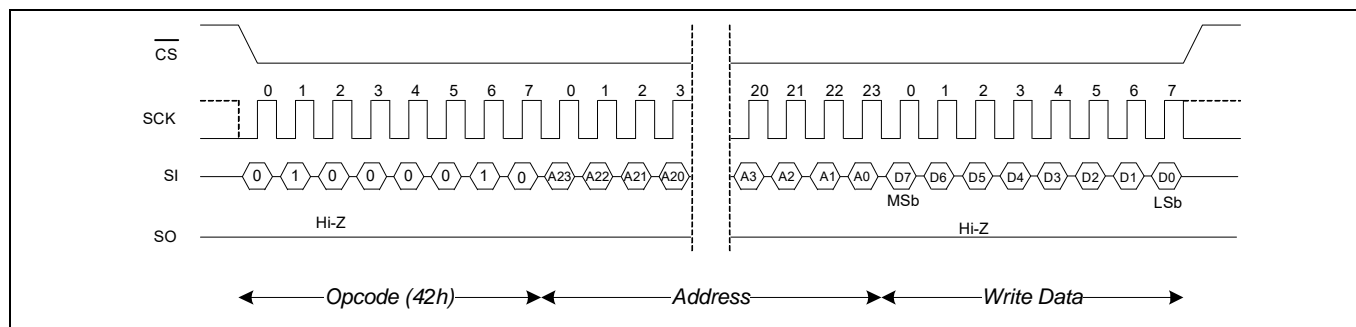 CS
0 1 2 3 4 5 6 7 0 1 2 3 20 21 22 23 0 1 2 3 4 5 6 7
SCK
SI 0 1 0 0 0 0 1 0 A23 A22 A21 A20 A3 A2 A1 A0 D7 D6 D5 D4 D3 D2 D1 D0
MSb LSb
Hi-Z Hi-Z
SO
Opcode (42h) Address Write Data